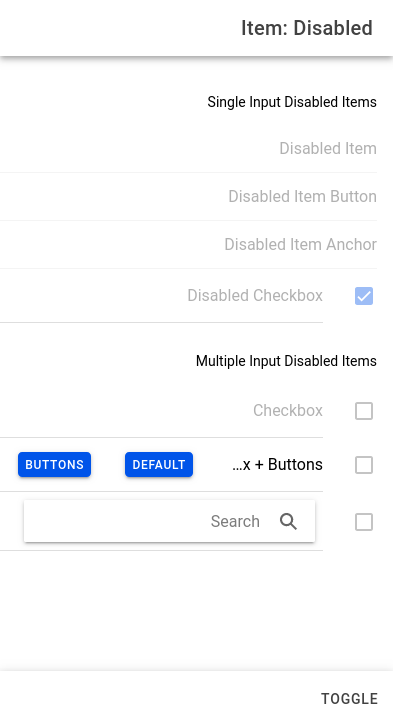 Item: Disabled
Single Input Disabled Items
Disabled Item
Disabled Item Button
Disabled Item Anchor
Disabled Checkbox
Multiple Input Disabled Items
Checkbox
...x + Buttons DEFAULT BUTTONS
Search
TOGGLE